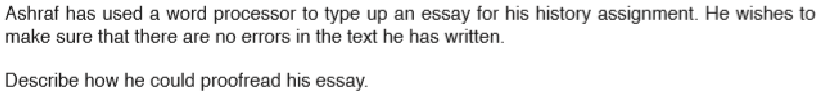 Ashraf has used a word processor to type up an essay for his history assignment. He wishes to
make sure that there are no errors in the text he has written.
Describe how he could proofread his essay.